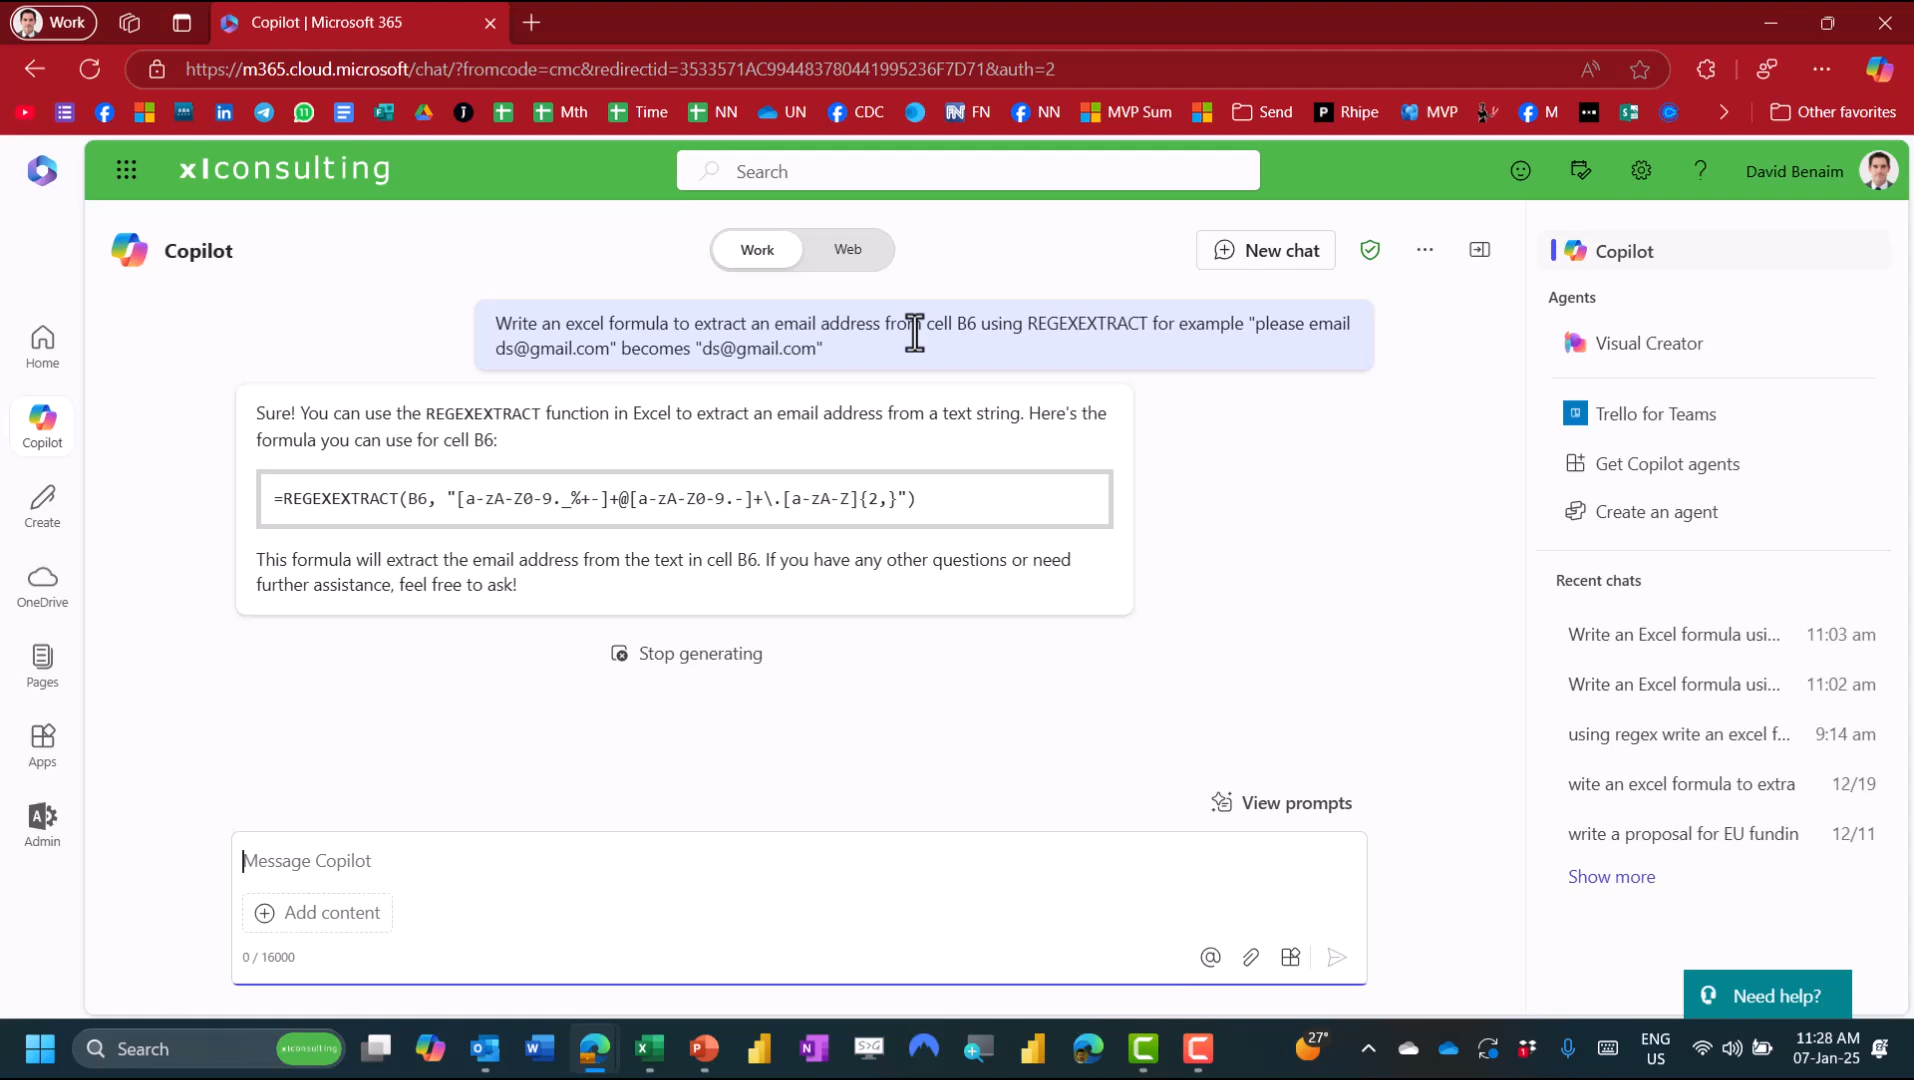 Work
Copilot | Microsoft 365
https://m365.cloud.microsoft/chat/?fromcode=cmc&redirectid=3533571AC994483780441995236F7D71&auth=2
Mth
Time
NN
UN
CDC
FN
NN
MVP Sum
Send
Rhipe
MVP
M
Other favorites
xlconsulting
Search
David Benaim
Copilot
Work
Web
New chat
Copilot
Agents
Write an excel formula to extract an email address from cell B6 using REGEXEXTRACT for example "please email
ds@gmail.com" becomes "ds@gmail.com"
Home
Visual Creator
Sure! You can use the REGEXEXTRACT function in Excel to extract an email address from a text string. Here's the
formula you can use for cell B6:
Trello for Teams
Copilot
Get Copilot agents
=REGEXEXTRACT(B6, "[a-zA-Z0-9._%+-]+@[a-zA-Z0-9.-]+\.[a-zA-Z]{2,}")
Create
Create an agent
This formula will extract the email address from the text in cell B6. If you have any other questions or need
further assistance, feel free to ask!
Recent chats
OneDrive
Write an Excel formula usi... 11:03 am
Stop generating
Pages
Write an Excel formula usi... 11:02 am
using regex write an excel f... 9:14 am
Apps
wite an excel formula to extra 12/19
View prompts
write a proposal for EU fundin 12/11
Admin
Message Copilot
Show more
Add content
0 / 16000
Need help?
Search
xlconsulting
27°
ENG
US
11:28 AM
07-Jan-25